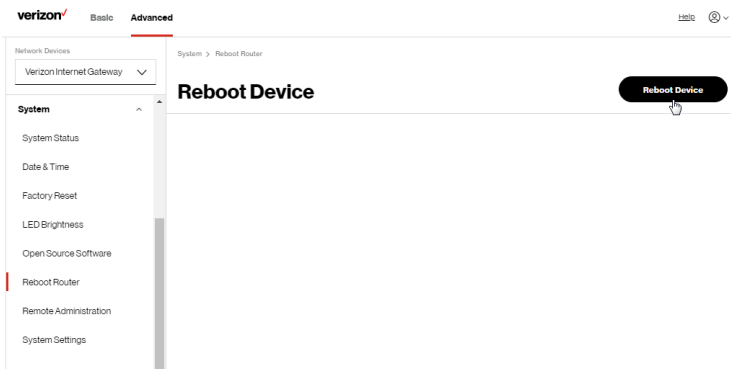 verizon
Basic
Advanced
Help
Network Devices
Verizon Internet Gateway
System
System Status
Date & Time
Factory Reset
LED Brightness
Open Source Software
Reboot Router
Remote Administration
System Settings
System > Reboot Router
Reboot Device
Reboot Device